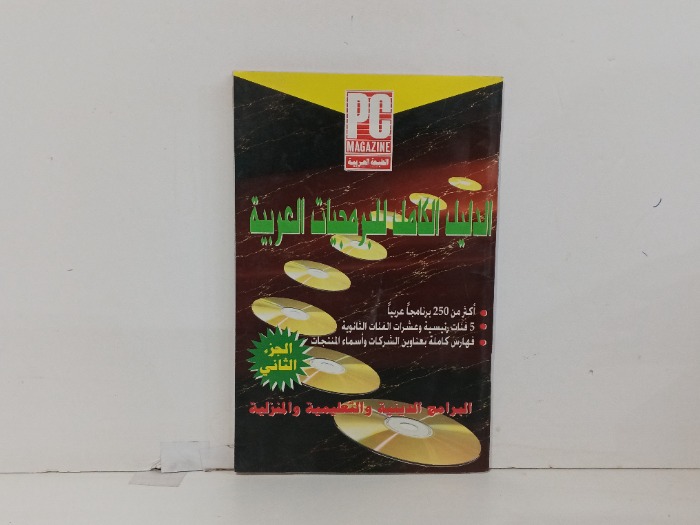 PC
MAGAZINE
الطبعة العربية
الدليل الكامل للبرمجيات العربية
أكثر من 250 برنامجاً عربياً
5 فئات رئيسية وعشرات الفئات الثانوية
فهارس كاملة بعناوين الشركات وأسماء المنتجات
الجزء
الثاني
البرامج الدينية والتعليمية والمنزلية